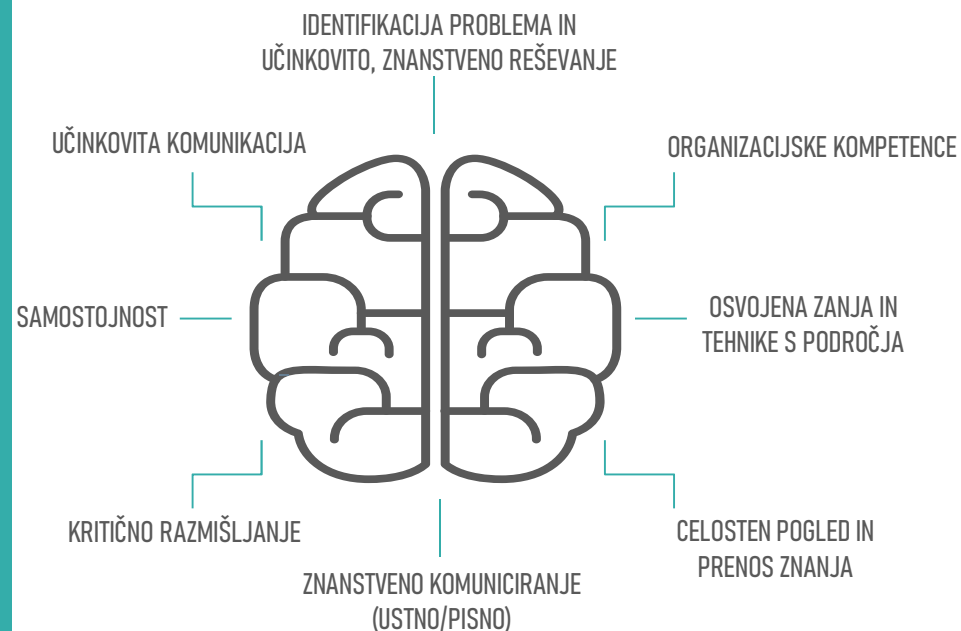 IDENTIFIKACIJA PROBLEMA IN
UČINKOVITO, ZNANSTVENO REŠEVANJE
UČINKOVITA KOMUNIKACIJA
ORGANIZACIJSKE KOMPETENCE
SAMOSTOJNOST
OSVOJENA ZANJA IN
TEHNIKE S PODROČJA
KRITIČNO RAZMIŠLJANJE
CELOSTEN POGLED IN
PRENOS ZNANJA
ZNANSTVENO KOMUNICIRANJE
(USTNO/PISNO)